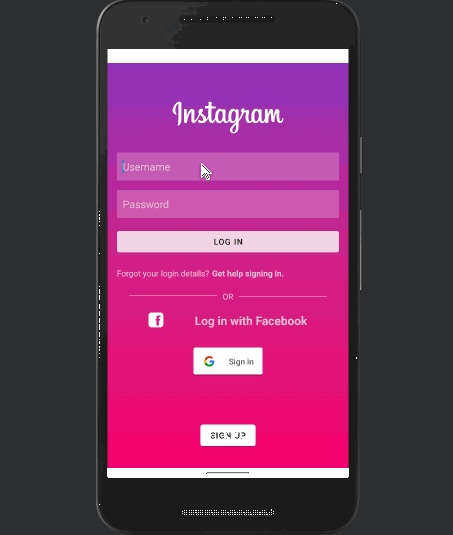 Instagram
Username
Password
LOG IN
Forgot your login details? Get help signing in.
OR
Log in with Facebook
Sign in
SIGN UP